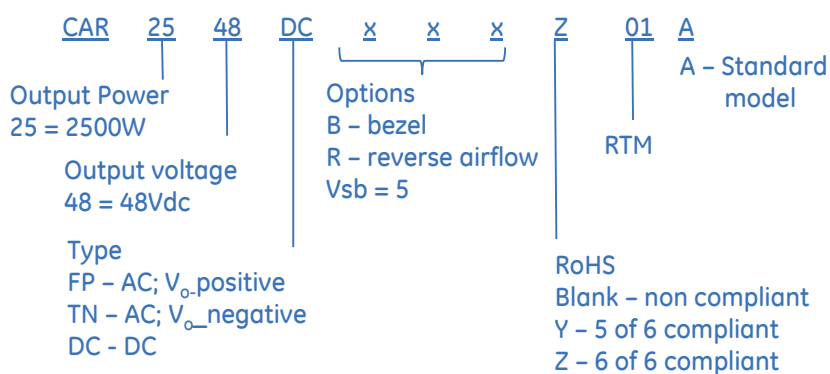 CAR 25 48 DC x x x Z 01 A
A – Standard
model
Output Power
25 = 2500W
Options
B – bezel
R – reverse airflow
Vsb = 5
RTM
Output voltage
48 = 48Vdc
Type
FP – AC; Vo-positive
TN – AC; Vo_negative
DC - DC
RoHS
Blank – non compliant
Y – 5 of 6 compliant
Z – 6 of 6 compliant